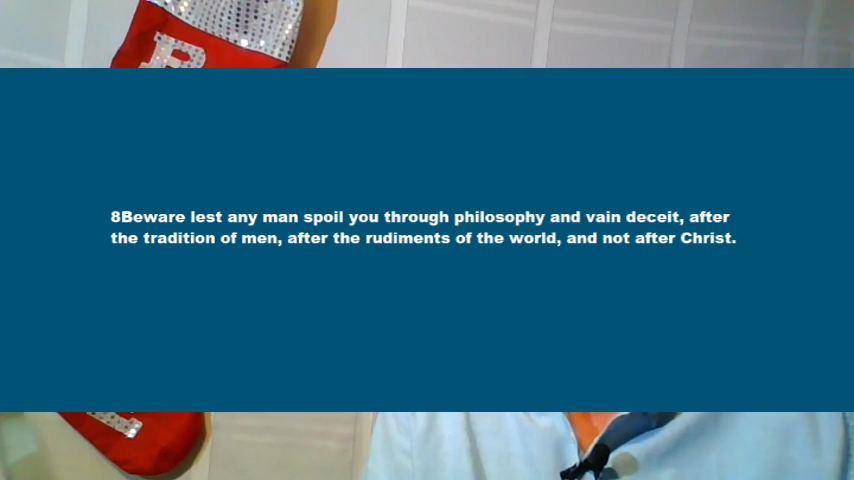 R
8Beware lest any man spoil you through philosophy and vain deceit, after
the tradition of men, after the rudiments of the world, and not after Christ.